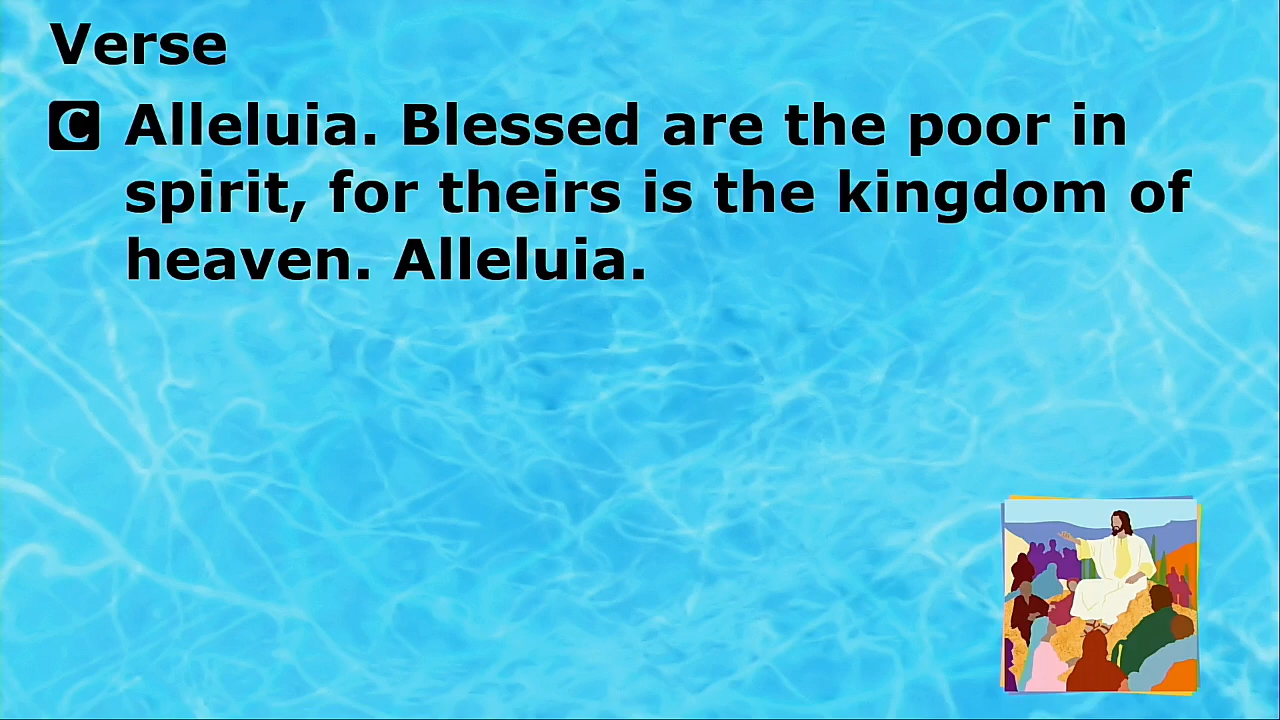 Verse
C Alleluia. Blessed are the poor in
spirit, for theirs is the kingdom of
heaven. Alleluia.